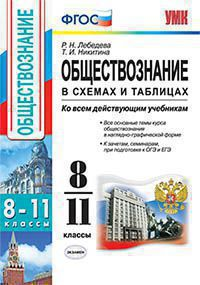 ФГОС
УМК
Р. Н. Лебедева
Т. И. Никитина
ОБЩЕСТВОЗНАНИЕ
В СХЕМАХ И ТАБЛИЦАХ
Ко всем действующим учебникам
• Все основные темы курса
обществознания
в наглядно-графической форме
• К зачетам, семинарам,
при подготовке к ОГЭ и ЕГЭ
8
11
классы
ЭКЗАМЕН
ОБЩЕСТВОЗНАНИЕ
8-11
классы